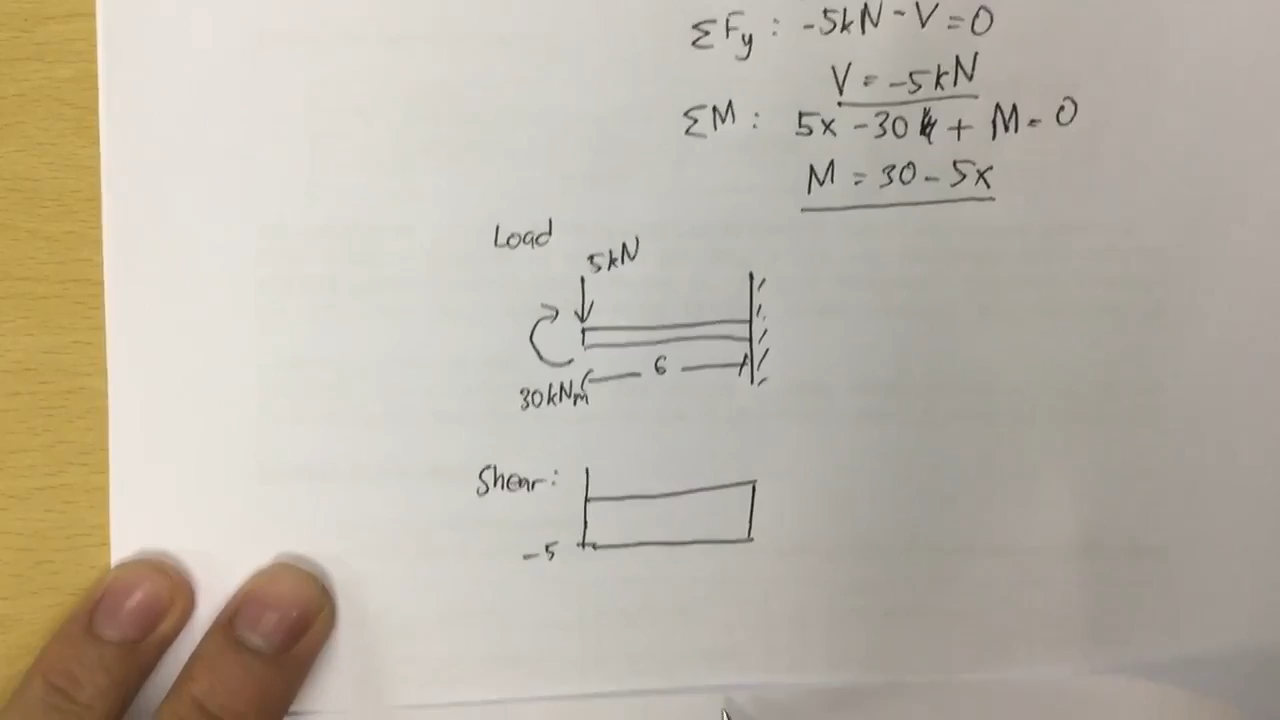 ΣFy : -5kN - V = 0
V = -5kN
ΣM : 5x - 30 + M = 0
M = 30 - 5x
Load
5kN
6
30kNm
Shear:
-5